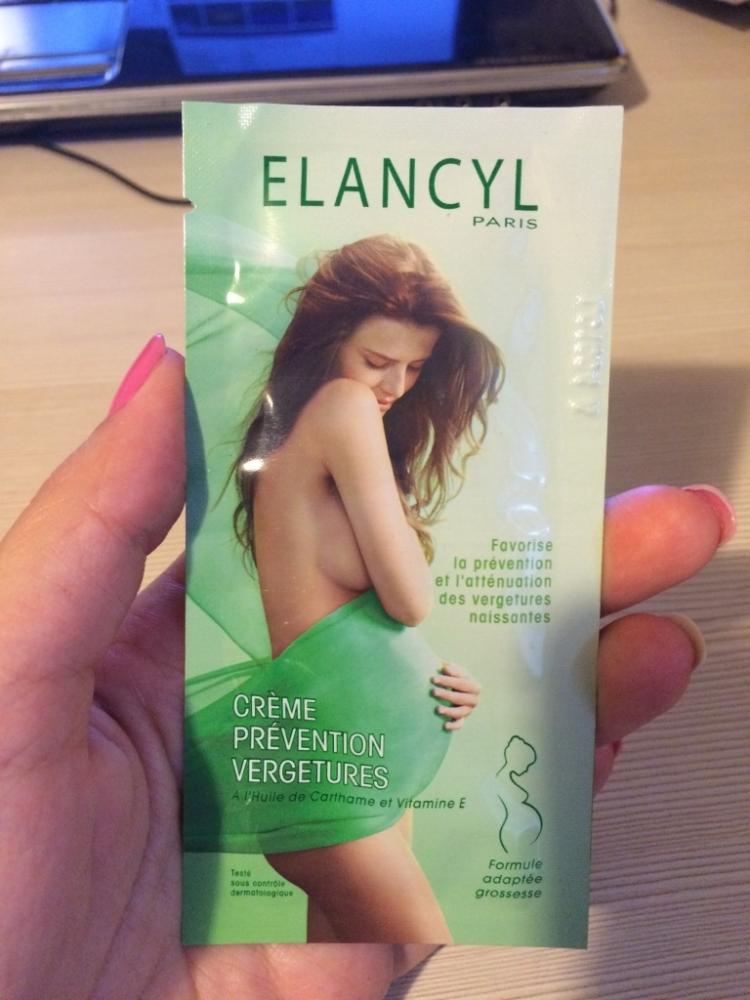 ELANCYL
PARIS
Favorise
la prévention
et l'atténuation
des vergetures
naissantes
CRÈME
PRÉVENTION
VERGETURES
A l'Huile de Carthame et Vitamine E
Testé
sous contrôle
dermatologique
Formule
adaptée
grossesse